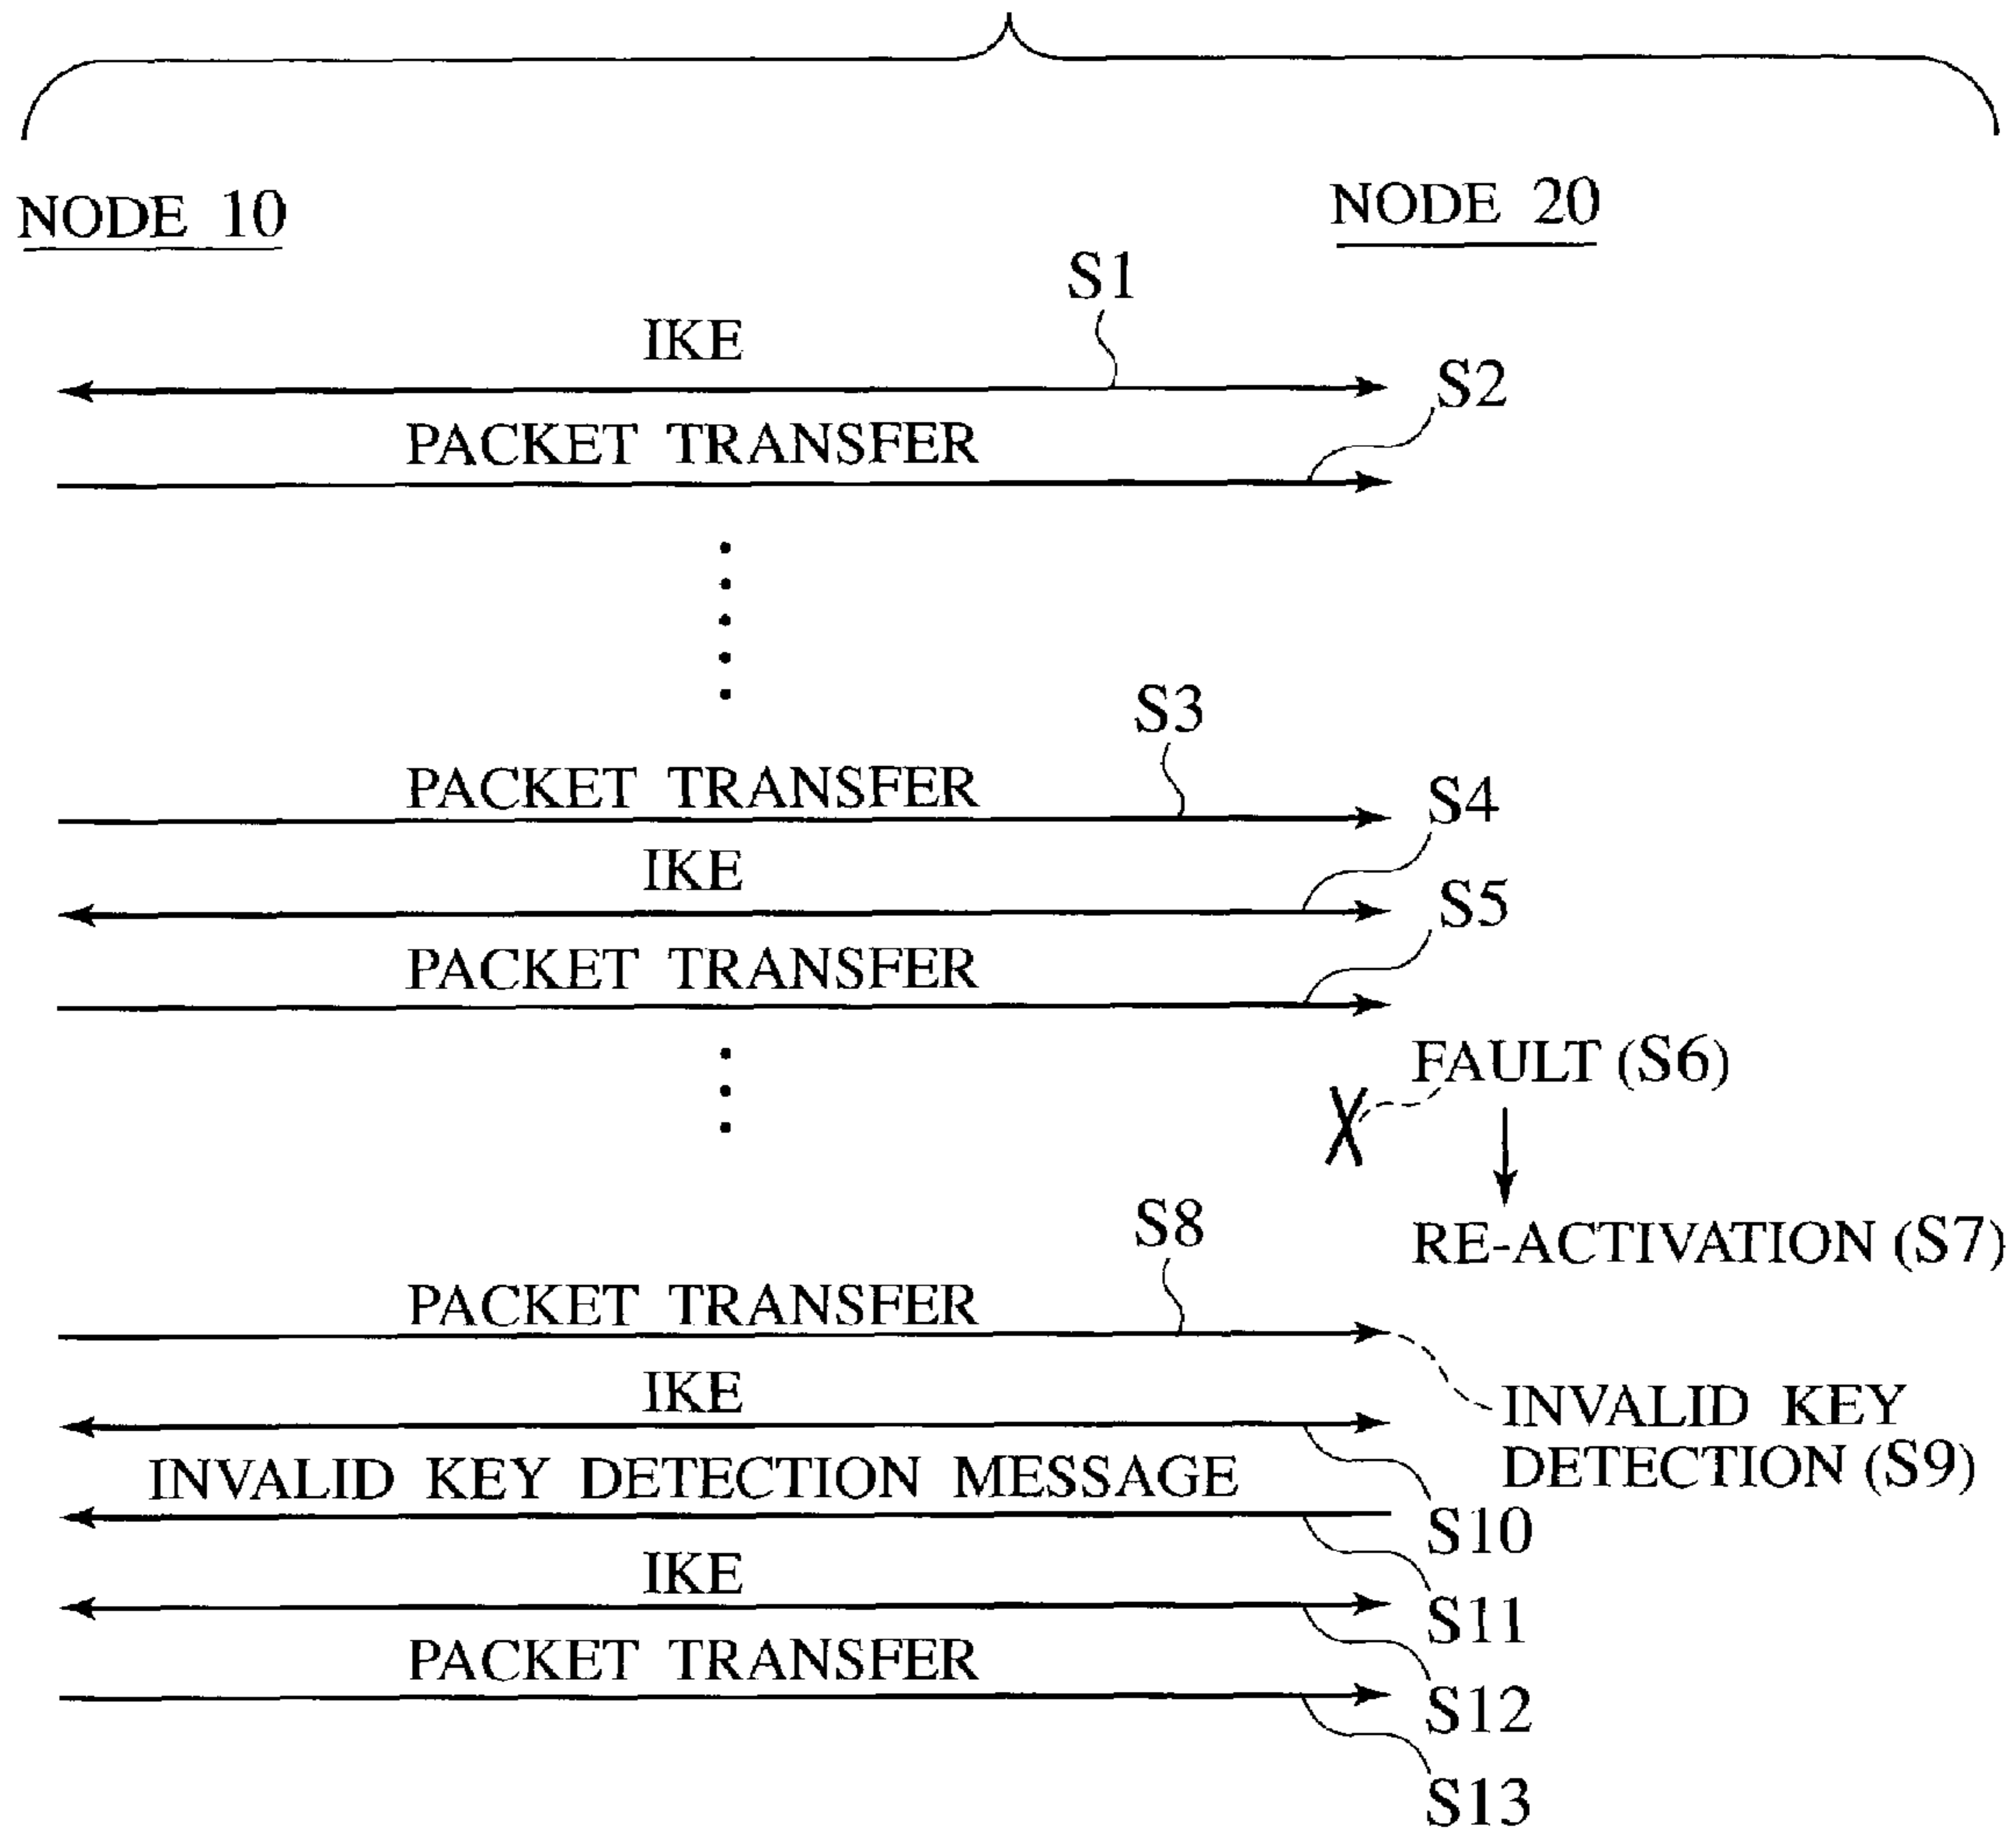 NODE 10
NODE 20
S1
IKE
S2
PACKET TRANSFER
S3
PACKET TRANSFER
S4
IKE
S5
PACKET TRANSFER
FAULT (S6)
RE-ACTIVATION (S7)
S8
PACKET TRANSFER
IKE
INVALID KEY
DETECTION (S9)
INVALID KEY DETECTION MESSAGE
S10
IKE
S11
PACKET TRANSFER
S12
S13